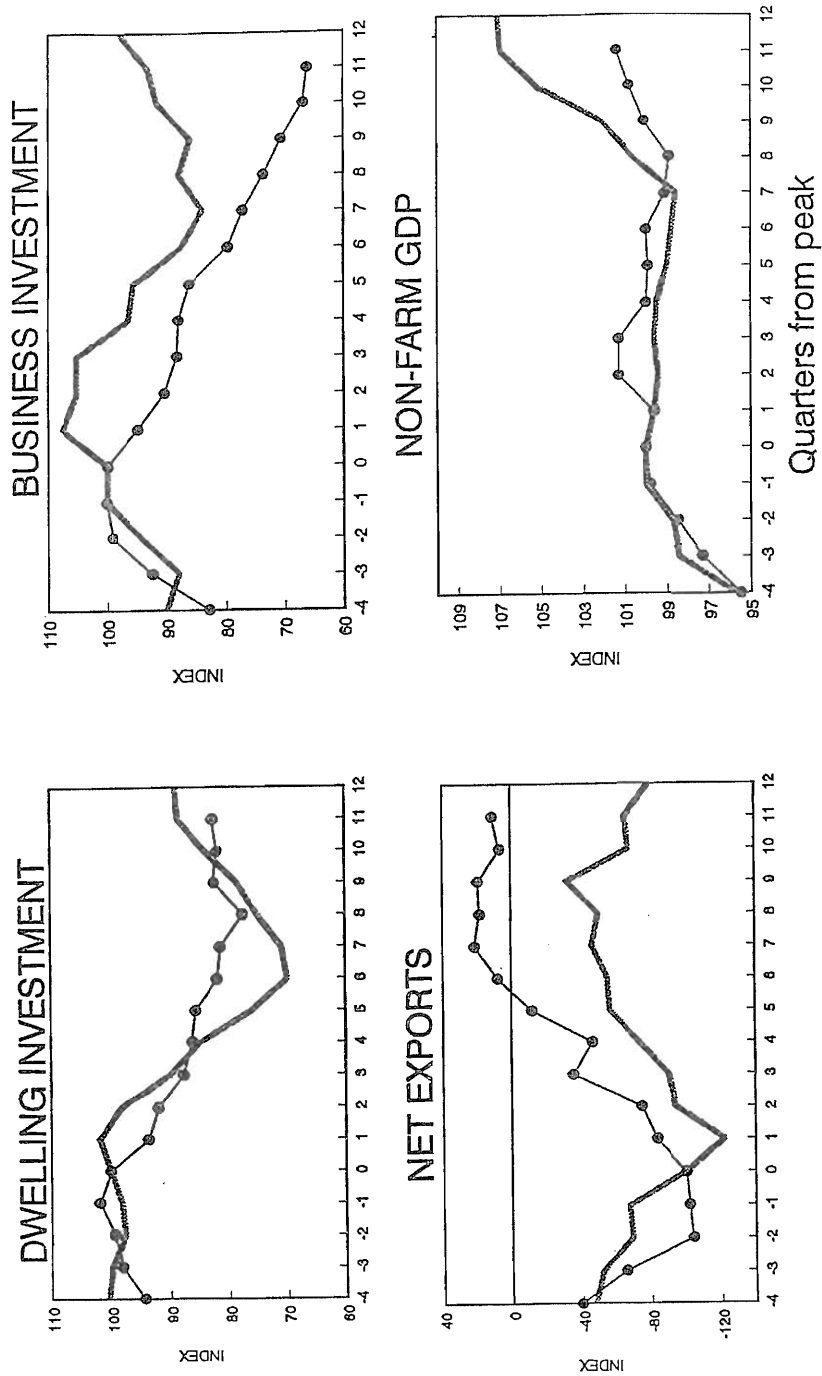 DWELLING INVESTMENT
INDEX
110
100
90
80
70
60
-4 -3 -2 -1 0 1 2 3 4 5 6 7 8 9 10 11 12
BUSINESS INVESTMENT
INDEX
110
100
90
80
70
60
-4 -3 -2 -1 0 1 2 3 4 5 6 7 8 9 10 11 12
NET EXPORTS
INDEX
40
0
-40
-80
-120
-4 -3 -2 -1 0 1 2 3 4 5 6 7 8 9 10 11 12
NON-FARM GDP
INDEX
109
107
105
103
101
99
97
95
-4 -3 -2 -1 0 1 2 3 4 5 6 7 8 9 10 11 12
Quarters from peak